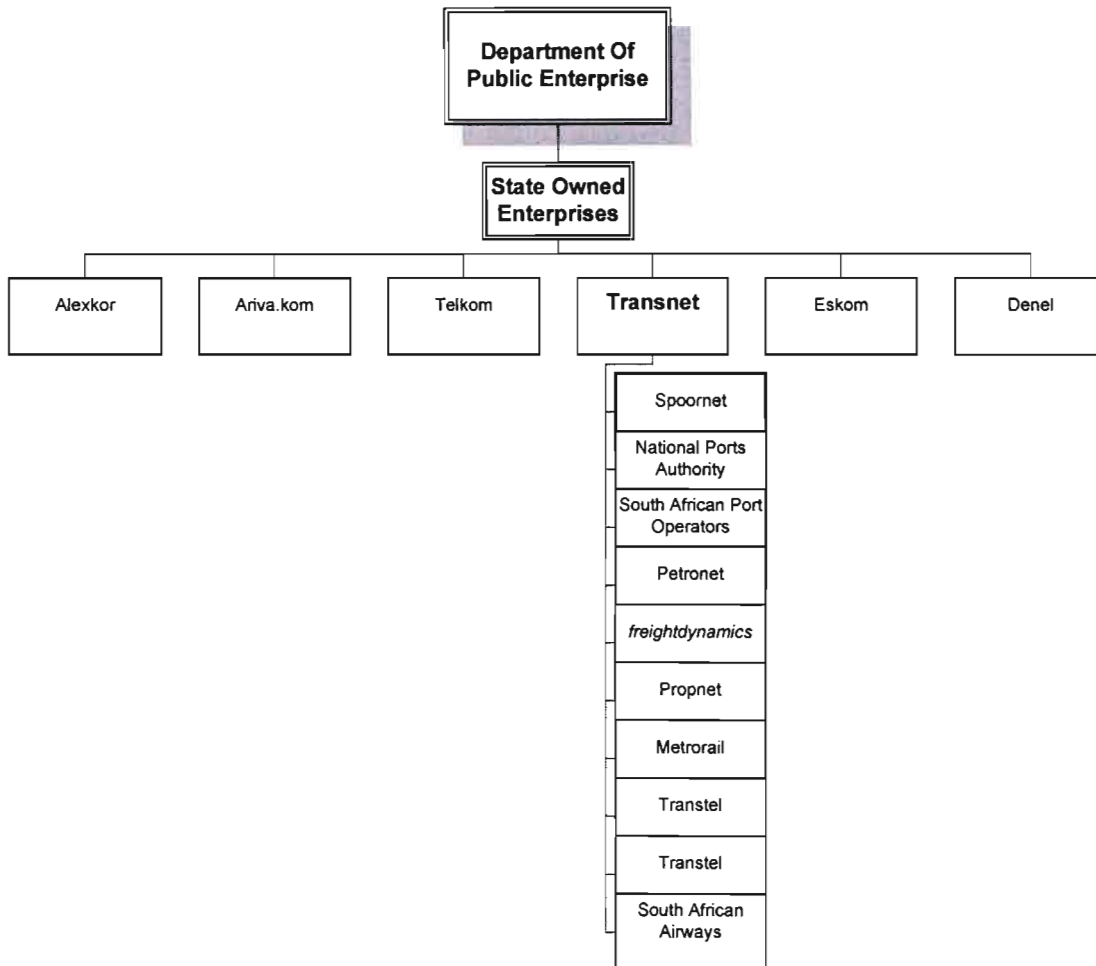 Department Of
Public Enterprise
State Owned
Enterprises
Alexkor
Ariva.kom
Telkom
Transnet
Eskom
Denel
Spoornet
National Ports
Authority
South African Port
Operators
Petronet
freightdynamics
Propnet
Metrorail
Transtel
Transtel
South African
Airways